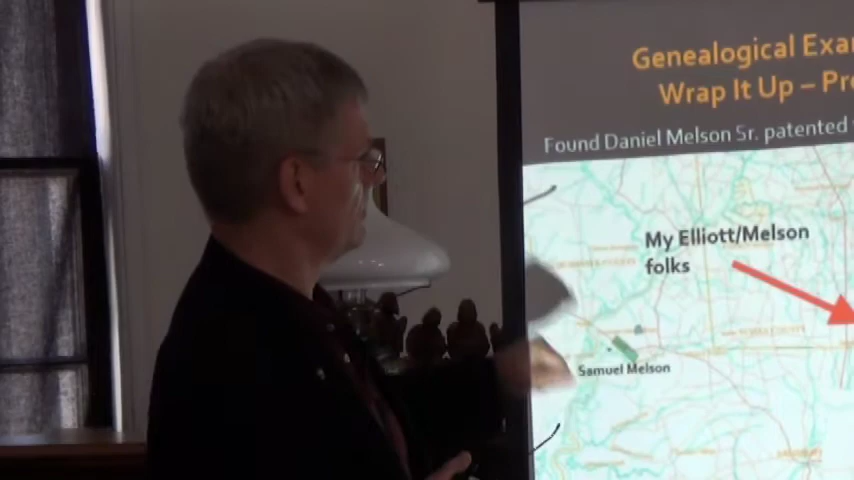 Genealogical Exa
Wrap It Up – Pr
Found Daniel Melson Sr. patented
My Elliott/Melson
folks
Samuel Melson